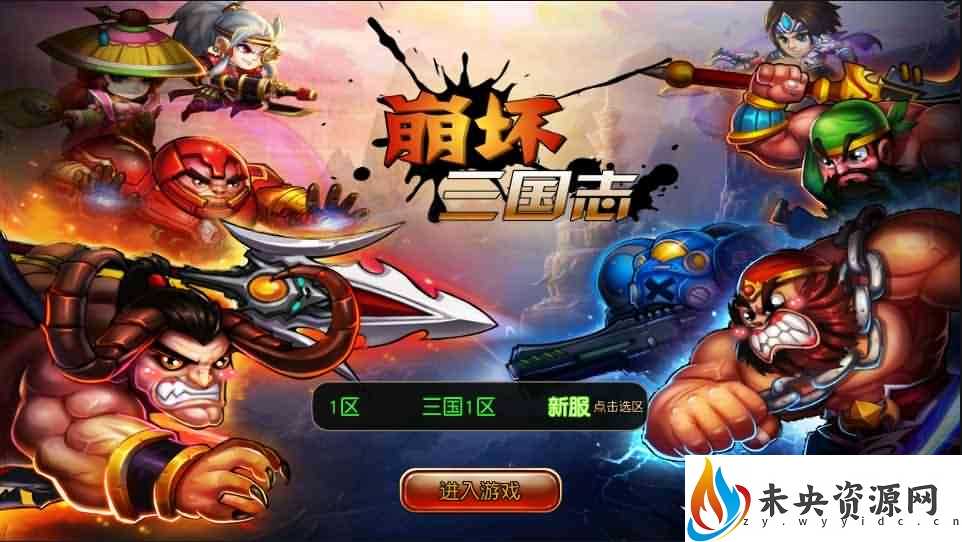 崩坏
三国志
1区 三国1区 新服 点击选区
进入游戏
未央资源网
zy.wyyidc.cn